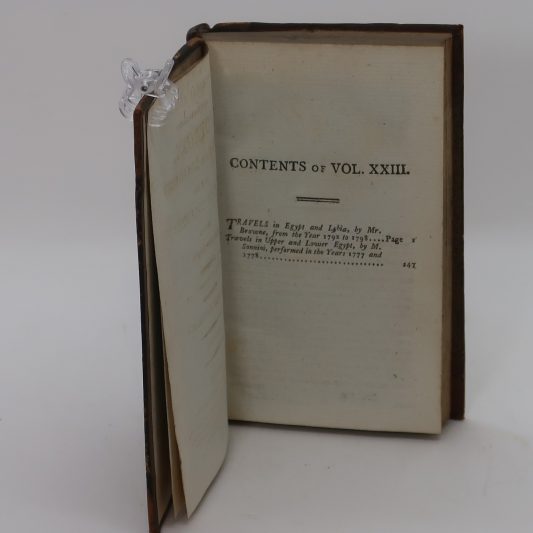 CONTENTS OF VOL. XXIII.
TRAVELS in Egypt and Lybia, by Mr.
Browne, from the Year 1792 to 1798....Page 1
Travels in Upper and Lower Egypt, by M.
Sonnini, performed in the Years 1777 and
1778.............................. 147